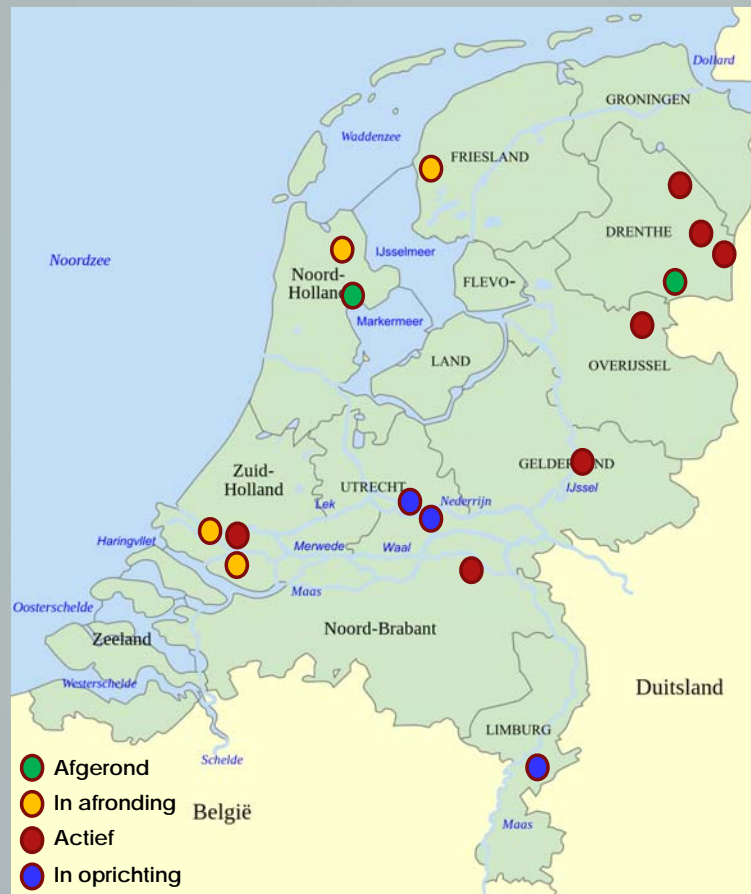 Dollard
GRONINGEN
Waddenzee
FRIESLAND
DRENTHE
Noordzee
IJsselmeer
Noord-
Holland
FLEVO-
Markermeer
LAND
OVERIJSSEL
Zuid-
Holland
UTRECHT
GELDERLAND
IJssel
Lek
Nederrijn
Haringvliet
Merwede
Waal
Maas
Oosterschelde
Zeeland
Noord-Brabant
Westerschelde
Duitsland
LIMBURG
Schelde
Afgerond
In afronding
België
Maas
Actief
In oprichting